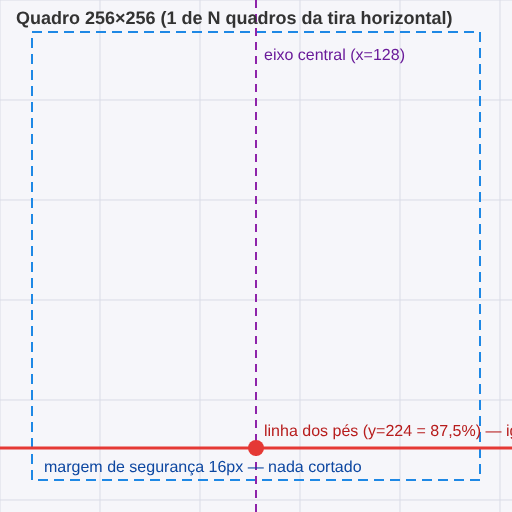 Quadro 256×256 (1 de N quadros da tira horizontal)
eixo central (x=128)
linha dos pés (y=224 = 87,5%) —
margem de segurança 16px — nada cortado